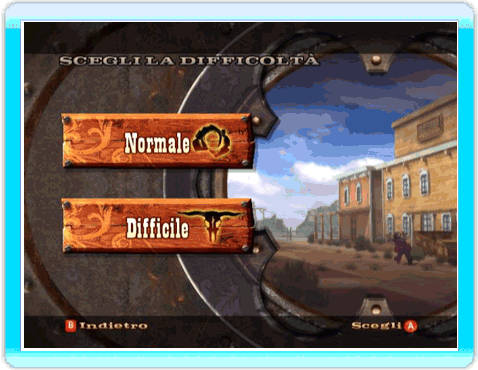 SCEGLI LA DIFFICOLTÀ
Normale
Difficile
B Indietro
Scegli A